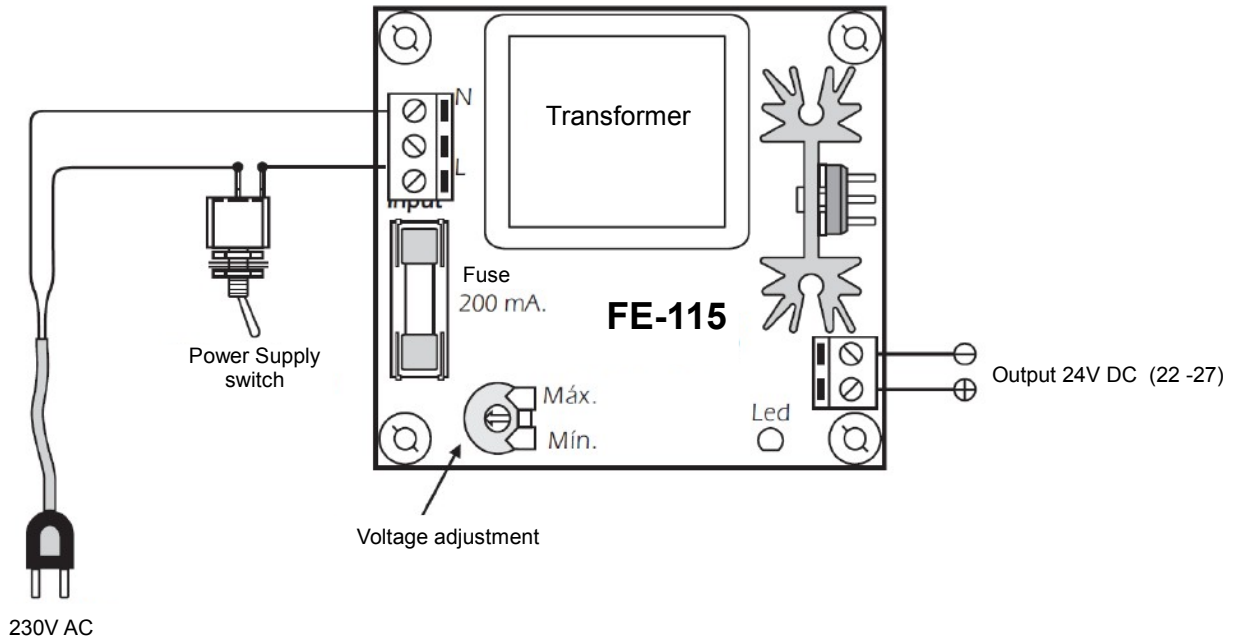 N
Transformer
L
Input
Fuse
200 mA.
FE-115
Power Supply
switch
Output 24V DC (22 -27)
Máx.
Led
Mín.
Voltage adjustment
230V AC